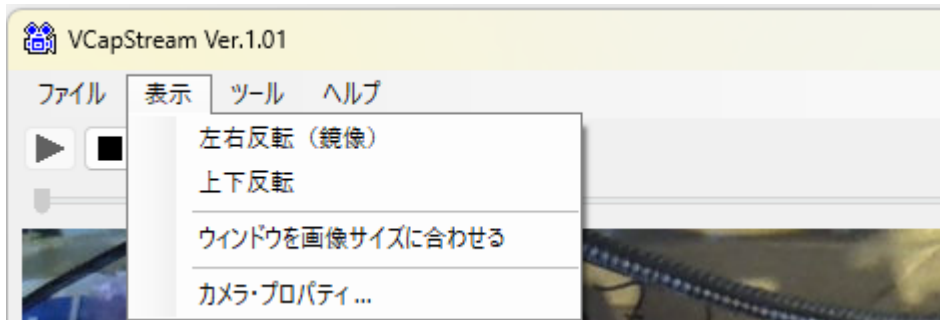 VCapStream Ver.1.01
ファイル 表示 ツール ヘルプ
左右反転（鏡像）
上下反転
ウィンドウを画像サイズに合わせる
カメラ・プロパティ...